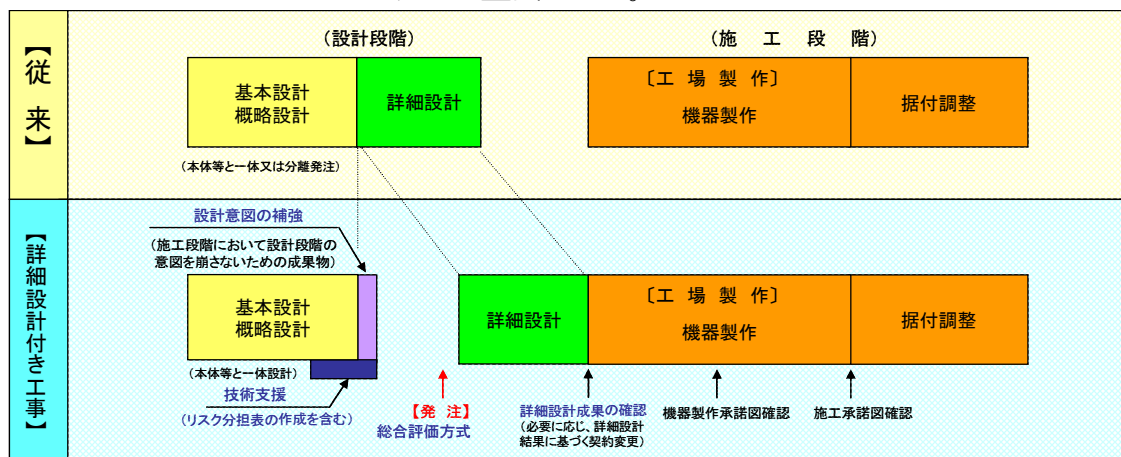 【従来】
(設計段階)
(施工段階)
基本設計
概略設計
詳細設計
〔工場製作〕
機器製作
据付調整
(本体等と一体又は分離発注)
【詳細設計付き工事】
設計意図の補強
(施工段階において設計段階の
意図を崩さないための成果物)
基本設計
概略設計
詳細設計
〔工場製作〕
機器製作
据付調整
(本体等と一体設計)
技術支援
(リスク分担表の作成を含む)
【発注】
総合評価方式
詳細設計成果の確認
(必要に応じ、詳細設計
結果に基づく契約変更)
機器製作承諾図確認
施工承諾図確認